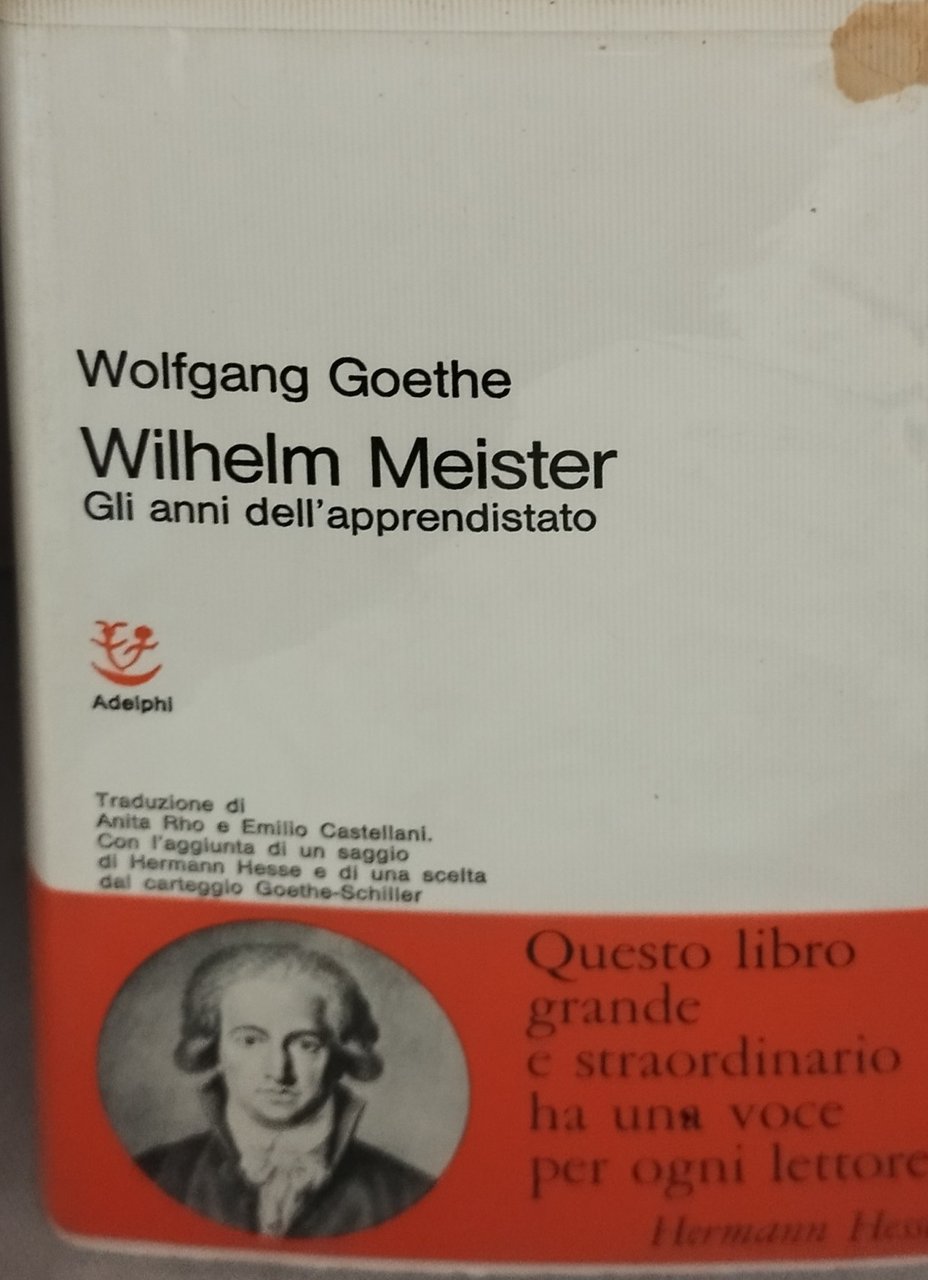 Wolfgang Goethe
Wilhelm Meister
Gli anni dell'apprendistato
Adelphi
Traduzione di
Anita Rho e Emilio Castellani.
Con l'aggiunta di un saggio
di Hermann Hesse e di una scelta
dal carteggio Goethe-Schiller
Questo libro
grande
e straordinario
ha una voce
per ogni lettore
Hermann Hess